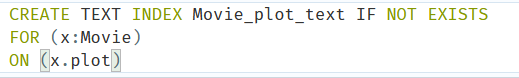 CREATE TEXT INDEX Movie_plot_text IF NOT EXISTS
FOR (x:Movie)
ON (x.plot)